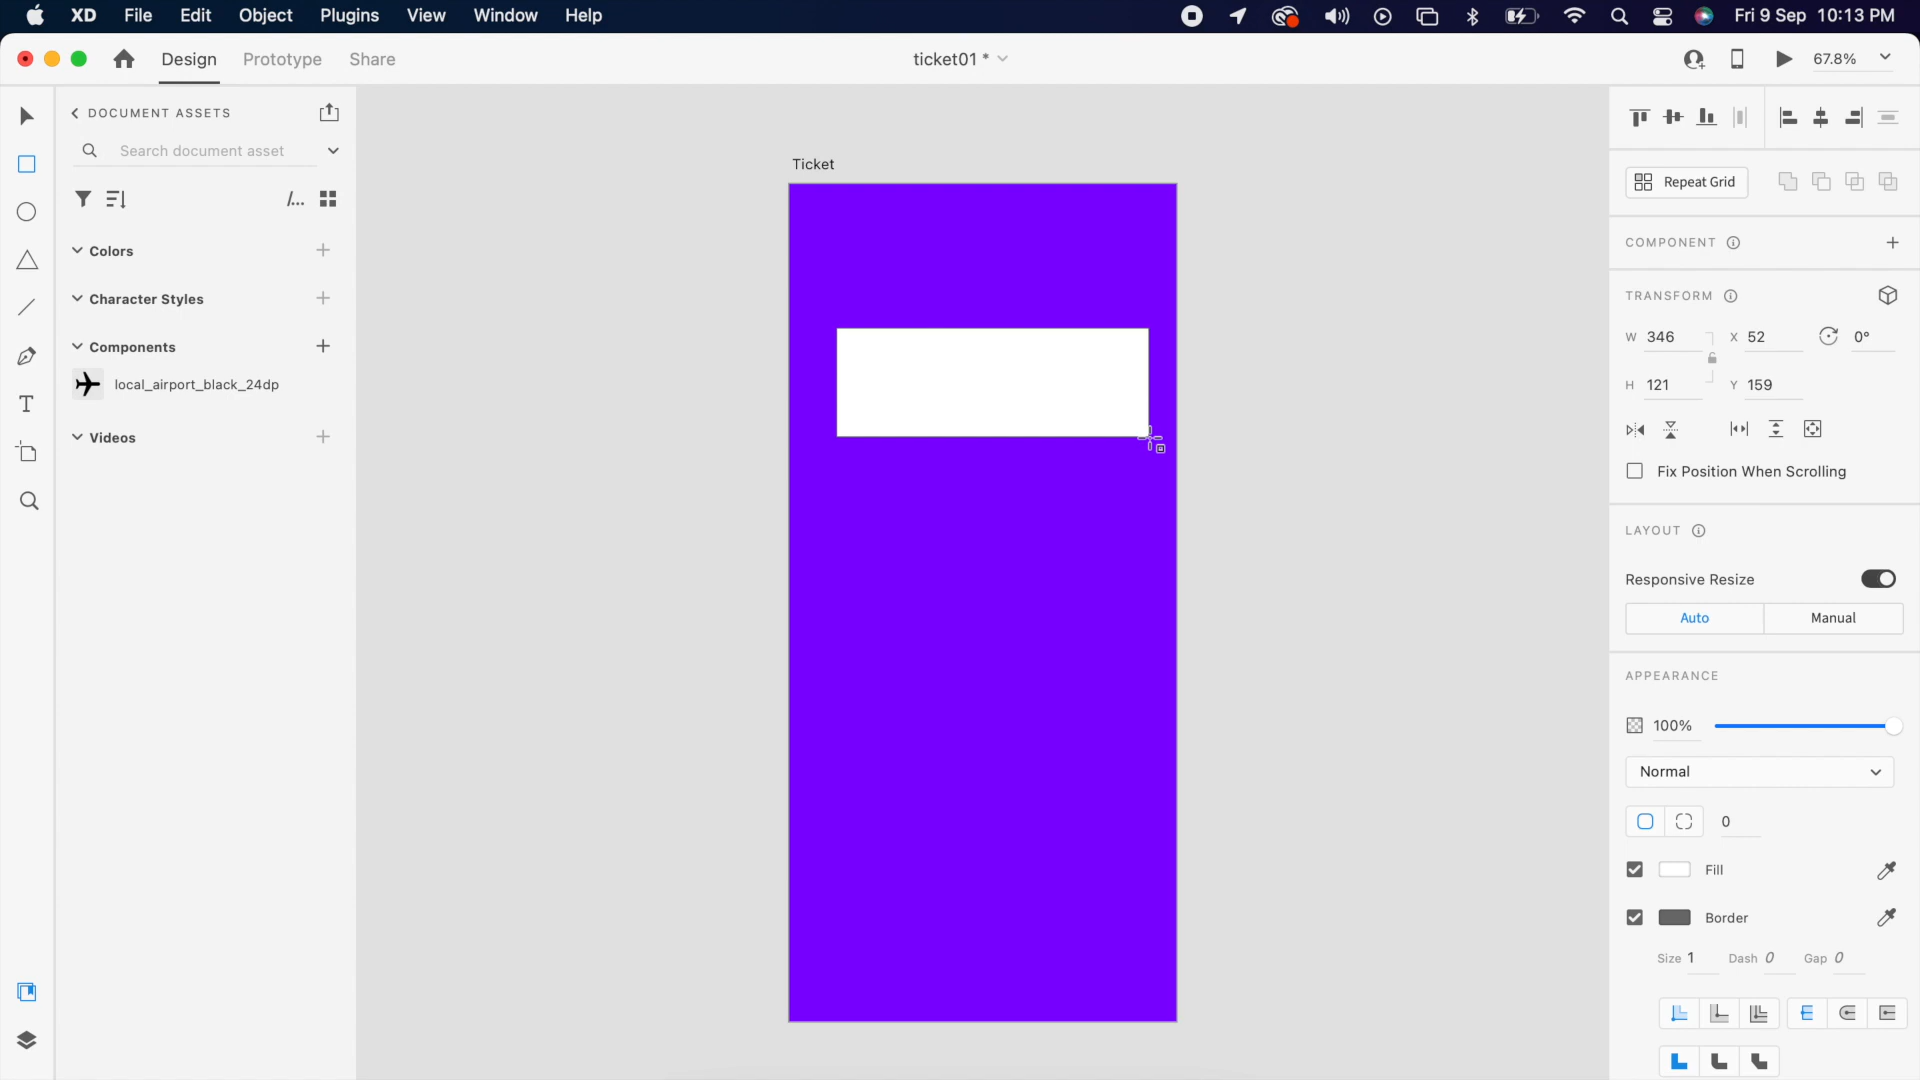 XD File Edit Object Plugins View Window Help Fri 9 Sep 10:13 PM
Design Prototype Share ticket01 * 67.8%
DOCUMENT ASSETS
Search document asset
/...
Colors
Character Styles
Components
local_airport_black_24dp
Videos
Ticket
Repeat Grid
COMPONENT
TRANSFORM
W 346 X 52 0°
H 121 Y 159
Fix Position When Scrolling
LAYOUT
Responsive Resize
Auto Manual
APPEARANCE
100%
Normal
0
Fill
Border
Size 1 Dash 0 Gap 0